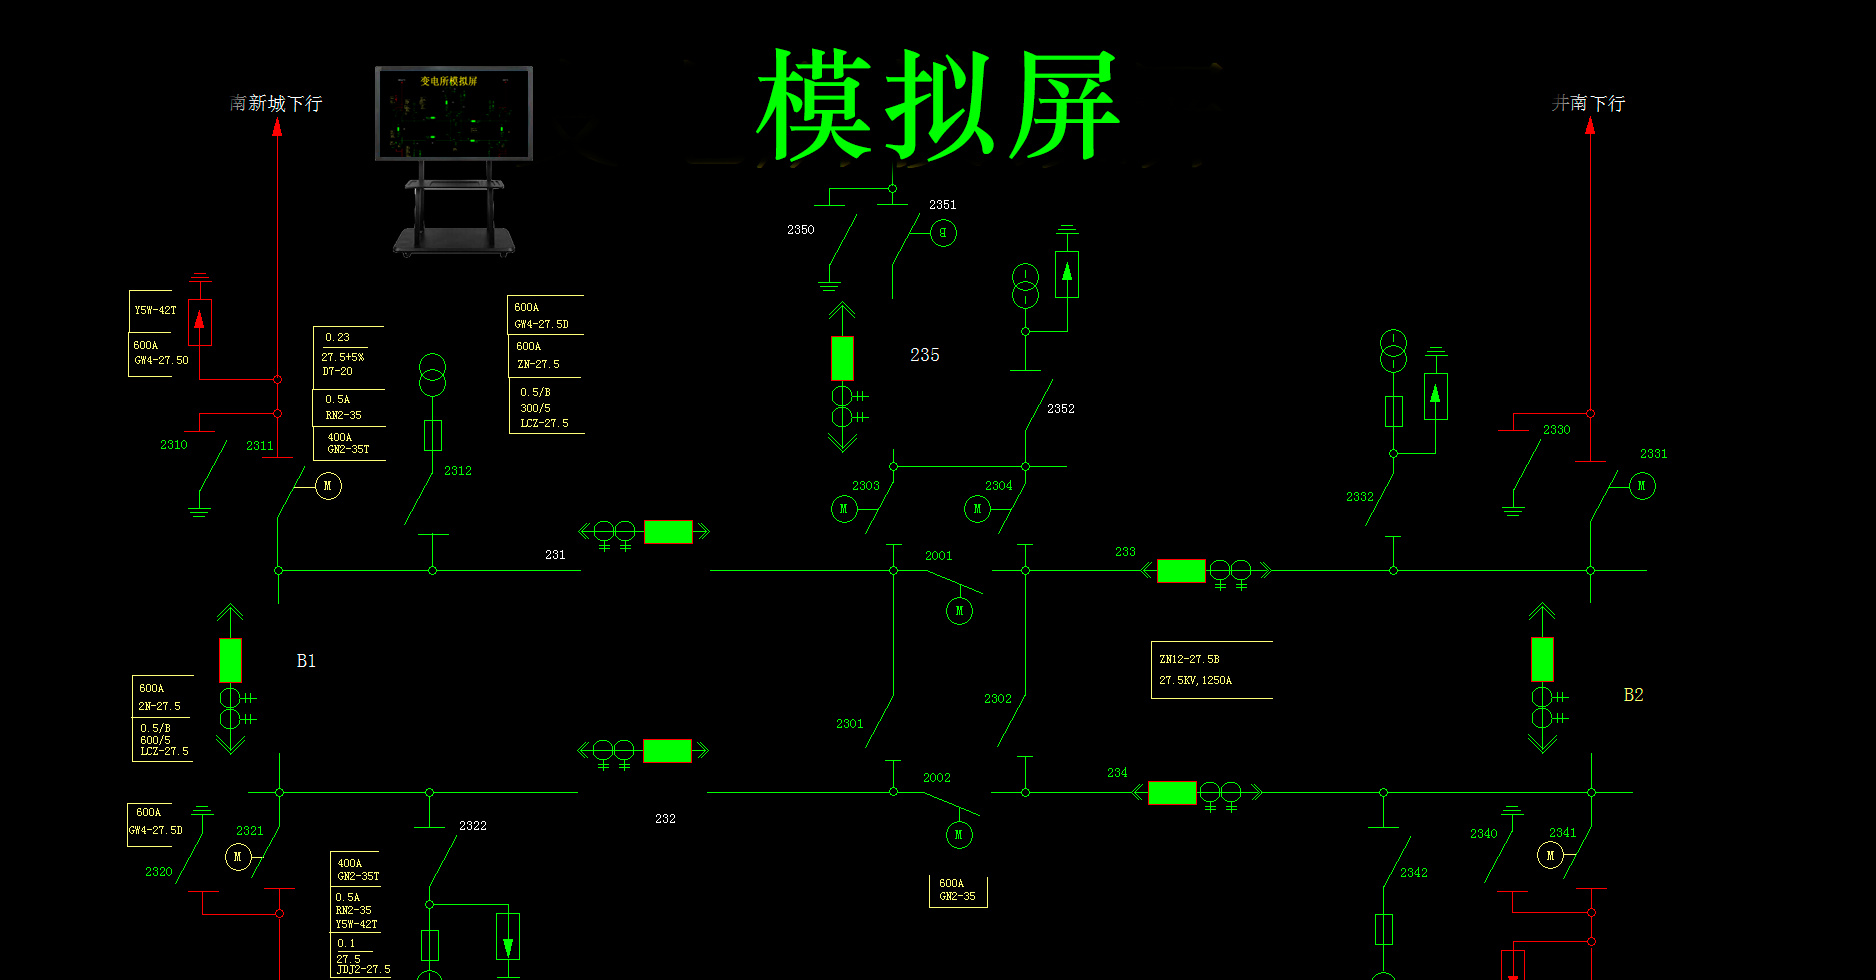 模拟屏
变电所模拟屏
南新城下行
井南下行
2351
2350
B
Y5W-42T
600A
GW4-27.50
0.23
27.5+5%
D7-20
0.5A
RN2-35
400A
GN2-35T
600A
GW4-27.5D
600A
ZN-27.5
0.5/B
300/5
LCZ-27.5
235
2352
2310
2311
M
2312
2303
M
2304
M
2330
2331
M
2332
231
2001
M
233
B1
600A
2N-27.5
0.5/B
600/5
LCZ-27.5
ZN12-27.5B
27.5KV,1250A
B2
2301
2302
234
2002
M
232
600A
GW4-27.5D
2321
M
2320
2322
400A
GN2-35T
0.5A
RN2-35
Y5W-42T
0.1
27.5
JDJ2-27.5
600A
GN2-35
2340
2341
M
2342